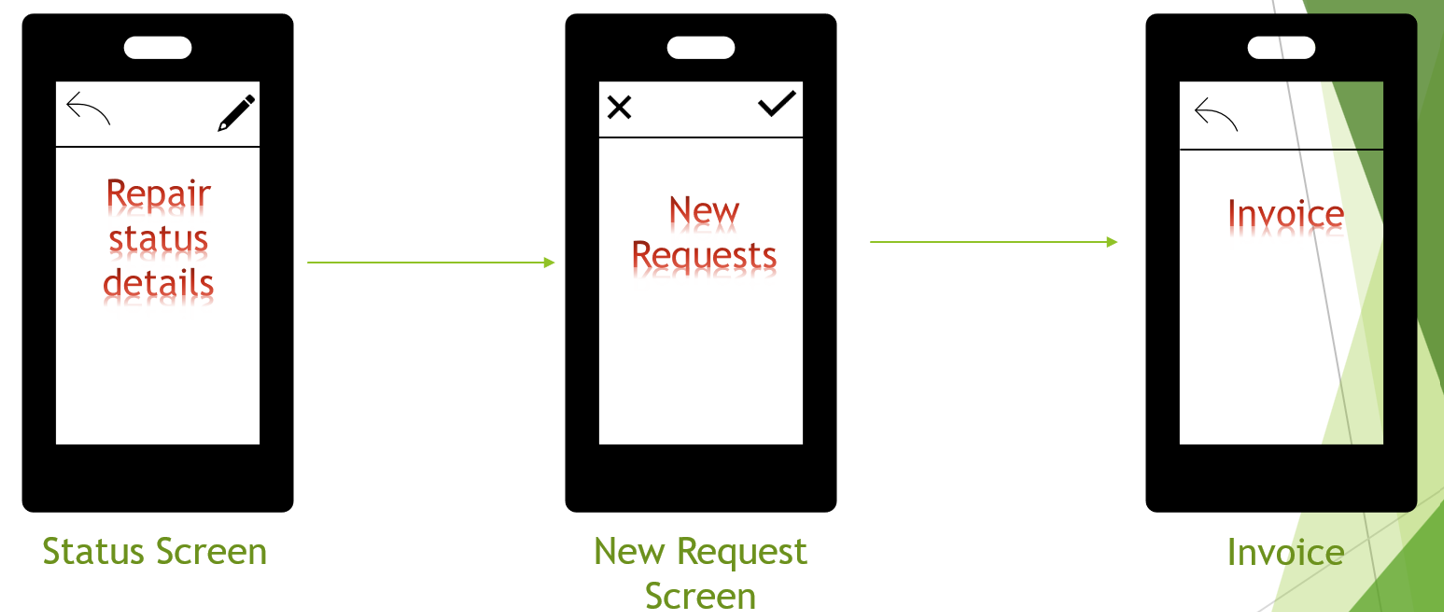 Repair
status
details
New
Requests
Invoice
Status Screen
New Request
Screen
Invoice